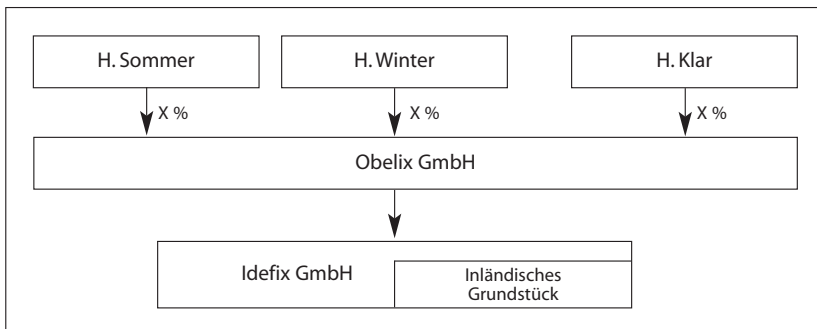 H. Sommer
H. Winter
H. Klar
X %
X %
X %
Obelix GmbH
Idefix GmbH
Inländisches
Grundstück